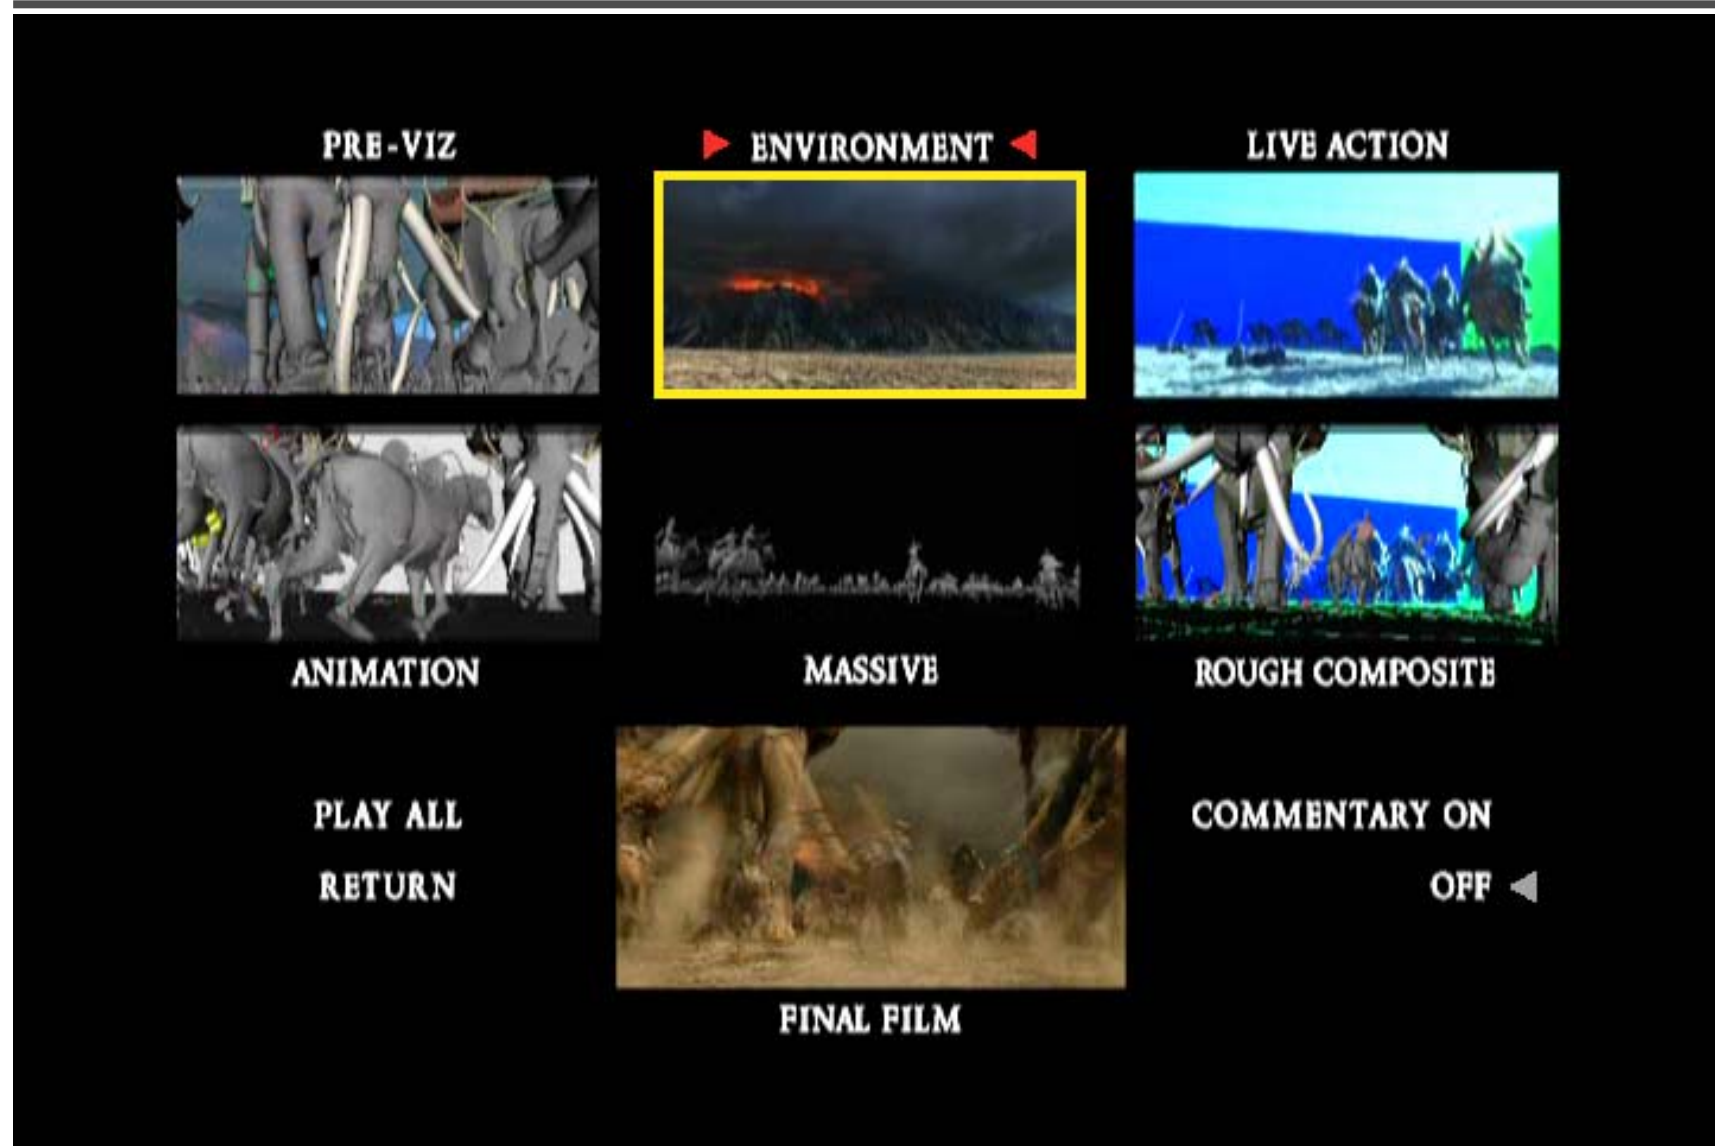 PRE-VIZ
ENVIRONMENT
LIVE ACTION
ANIMATION
MASSIVE
ROUGH COMPOSITE
PLAY ALL
COMMENTARY ON
RETURN
OFF
FINAL FILM